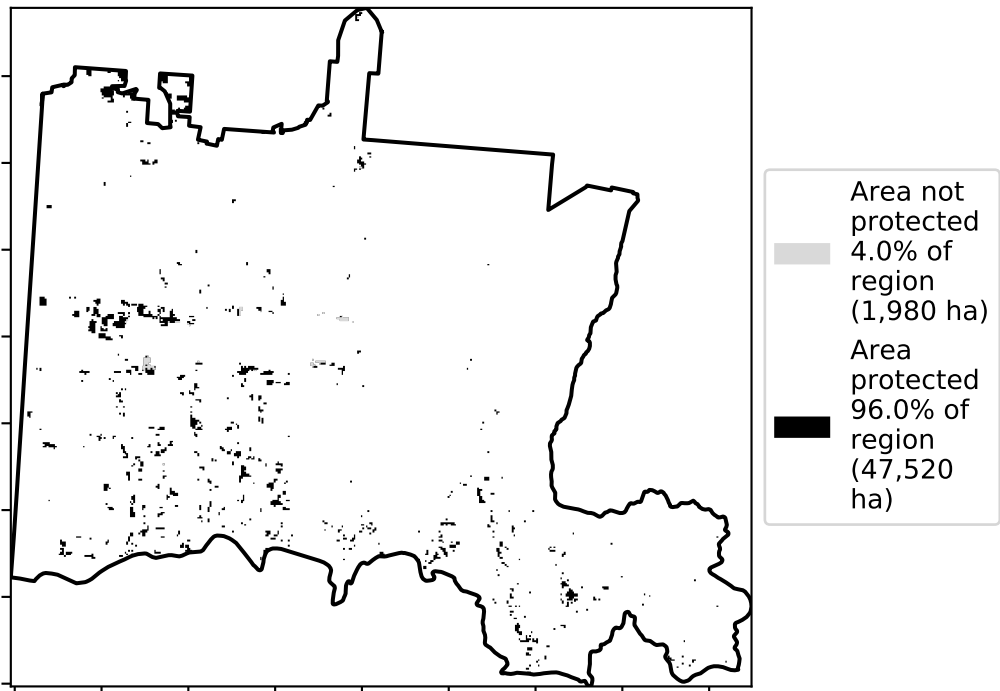 Area not
protected
4.0% of
region
(1,980 ha)
Area
protected
96.0% of
region
(47,520
ha)